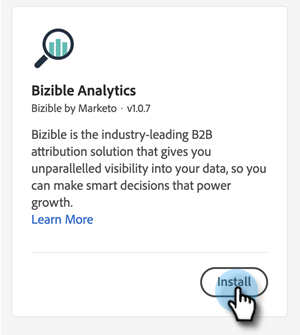 Bizible Analytics
Bizible by Marketo · v1.0.7
Bizible is the industry-leading B2B
attribution solution that gives you
unparallelled visibility into your data, so you
can make smart decisions that power
growth.
Learn More
Install